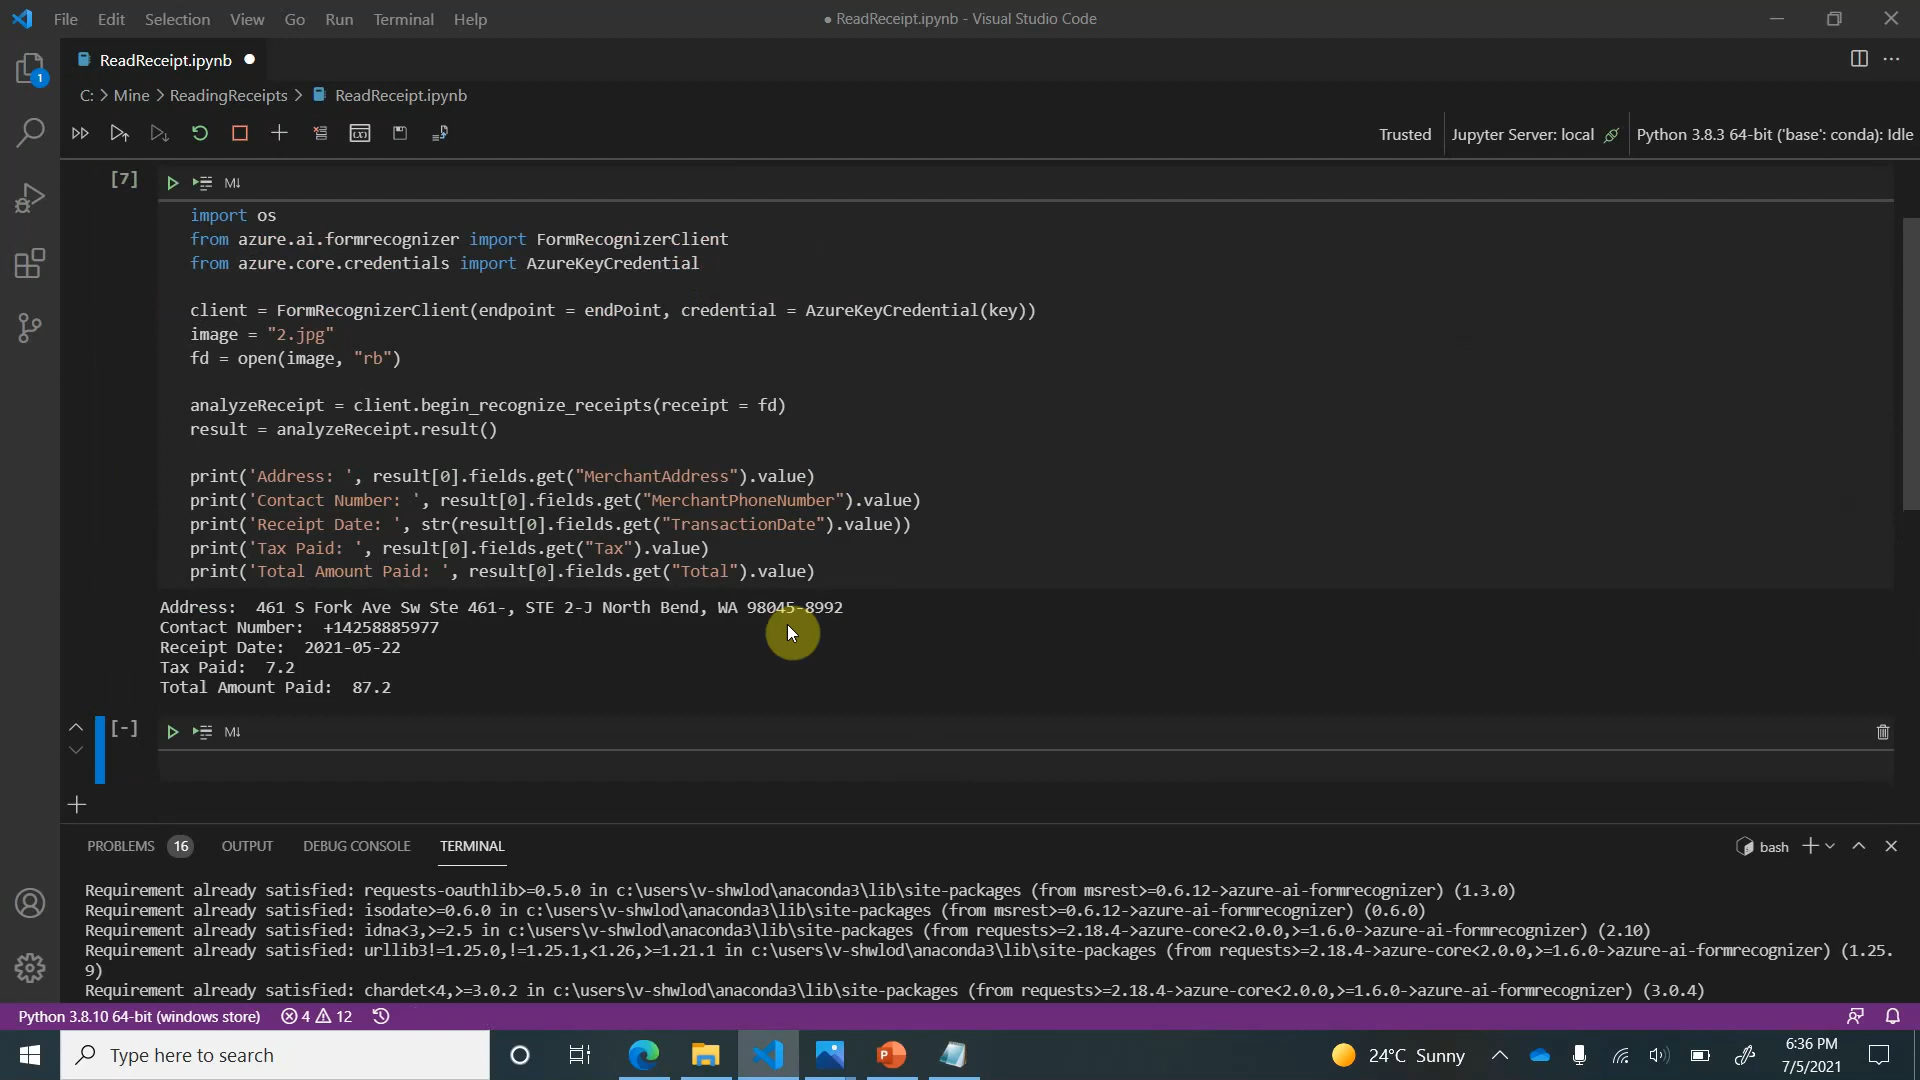 File Edit Selection View Go Run Terminal Help
● ReadReceipt.ipynb - Visual Studio Code
ReadReceipt.ipynb ●
1
C: > Mine > ReadingReceipts > ReadReceipt.ipynb
Trusted
Jupyter Server: local
Python 3.8.3 64-bit ('base': conda): Idle
[7]
M↓
import os
from azure.ai.formrecognizer import FormRecognizerClient
from azure.core.credentials import AzureKeyCredential
client = FormRecognizerClient(endpoint = endPoint, credential = AzureKeyCredential(key))
image = "2.jpg"
fd = open(image, "rb")
analyzeReceipt = client.begin_recognize_receipts(receipt = fd)
result = analyzeReceipt.result()
print('Address: ', result[0].fields.get("MerchantAddress").value)
print('Contact Number: ', result[0].fields.get("MerchantPhoneNumber").value)
print('Receipt Date: ', str(result[0].fields.get("TransactionDate").value))
print('Tax Paid: ', result[0].fields.get("Tax").value)
print('Total Amount Paid: ', result[0].fields.get("Total").value)
Address:  461 S Fork Ave Sw Ste 461-, STE 2-J North Bend, WA 98045-8992
Contact Number:  +14258885977
Receipt Date:  2021-05-22
Tax Paid:  7.2
Total Amount Paid:  87.2
[-]
M↓
PROBLEMS 16 OUTPUT DEBUG CONSOLE TERMINAL
bash
Requirement already satisfied: requests-oauthlib>=0.5.0 in c:\users\v-shwlod\anaconda3\lib\site-packages (from msrest>=0.6.12->azure-ai-formrecognizer) (1.3.0)
Requirement already satisfied: isodate>=0.6.0 in c:\users\v-shwlod\anaconda3\lib\site-packages (from msrest>=0.6.12->azure-ai-formrecognizer) (0.6.0)
Requirement already satisfied: idna<3,>=2.5 in c:\users\v-shwlod\anaconda3\lib\site-packages (from requests>=2.18.4->azure-core<2.0.0,>=1.6.0->azure-ai-formrecognizer) (2.10)
Requirement already satisfied: urllib3!=1.25.0,!=1.25.1,<1.26,>=1.21.1 in c:\users\v-shwlod\anaconda3\lib\site-packages (from requests>=2.18.4->azure-core<2.0.0,>=1.6.0->azure-ai-formrecognizer) (1.25.
9)
Requirement already satisfied: chardet<4,>=3.0.2 in c:\users\v-shwlod\anaconda3\lib\site-packages (from requests>=2.18.4->azure-core<2.0.0,>=1.6.0->azure-ai-formrecognizer) (3.0.4)
Python 3.8.10 64-bit (windows store) 4 12
Type here to search
24°C Sunny
6:36 PM
7/5/2021